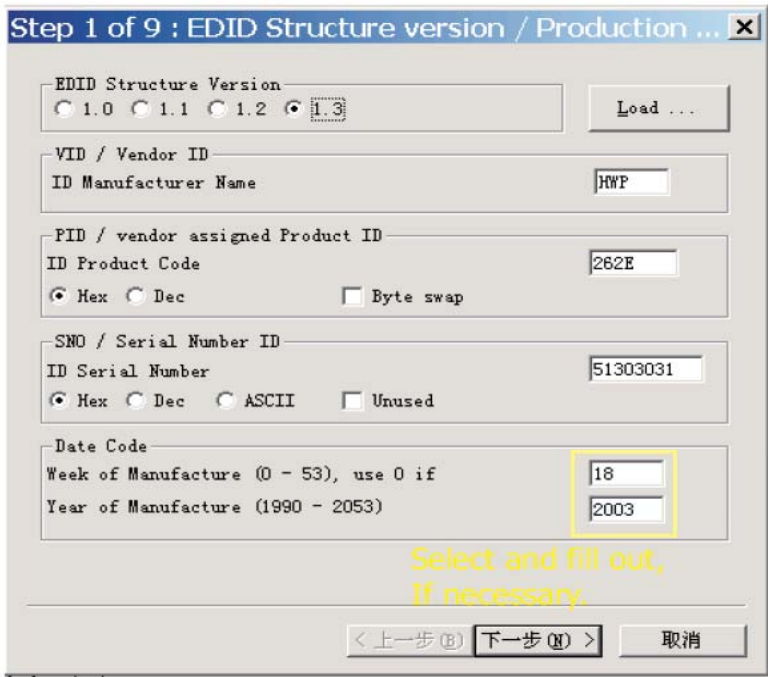 Step 1 of 9 : EDID Structure version / Production ...
EDID Structure Version
1.0 1.1 1.2 1.3
Load ...
VID / Vendor ID
ID Manufacturer Name
HWP
PID / vendor assigned Product ID
ID Product Code
262E
Hex Dec Byte swap
SNO / Serial Number ID
ID Serial Number
51303031
Hex Dec ASCII Unused
Date Code
Week of Manufacture (0 - 53), use 0 if
18
Year of Manufacture (1990 - 2053)
2003
Select and fill out,
If necessary.
< 上一步(B) 下一步(N) > 取消